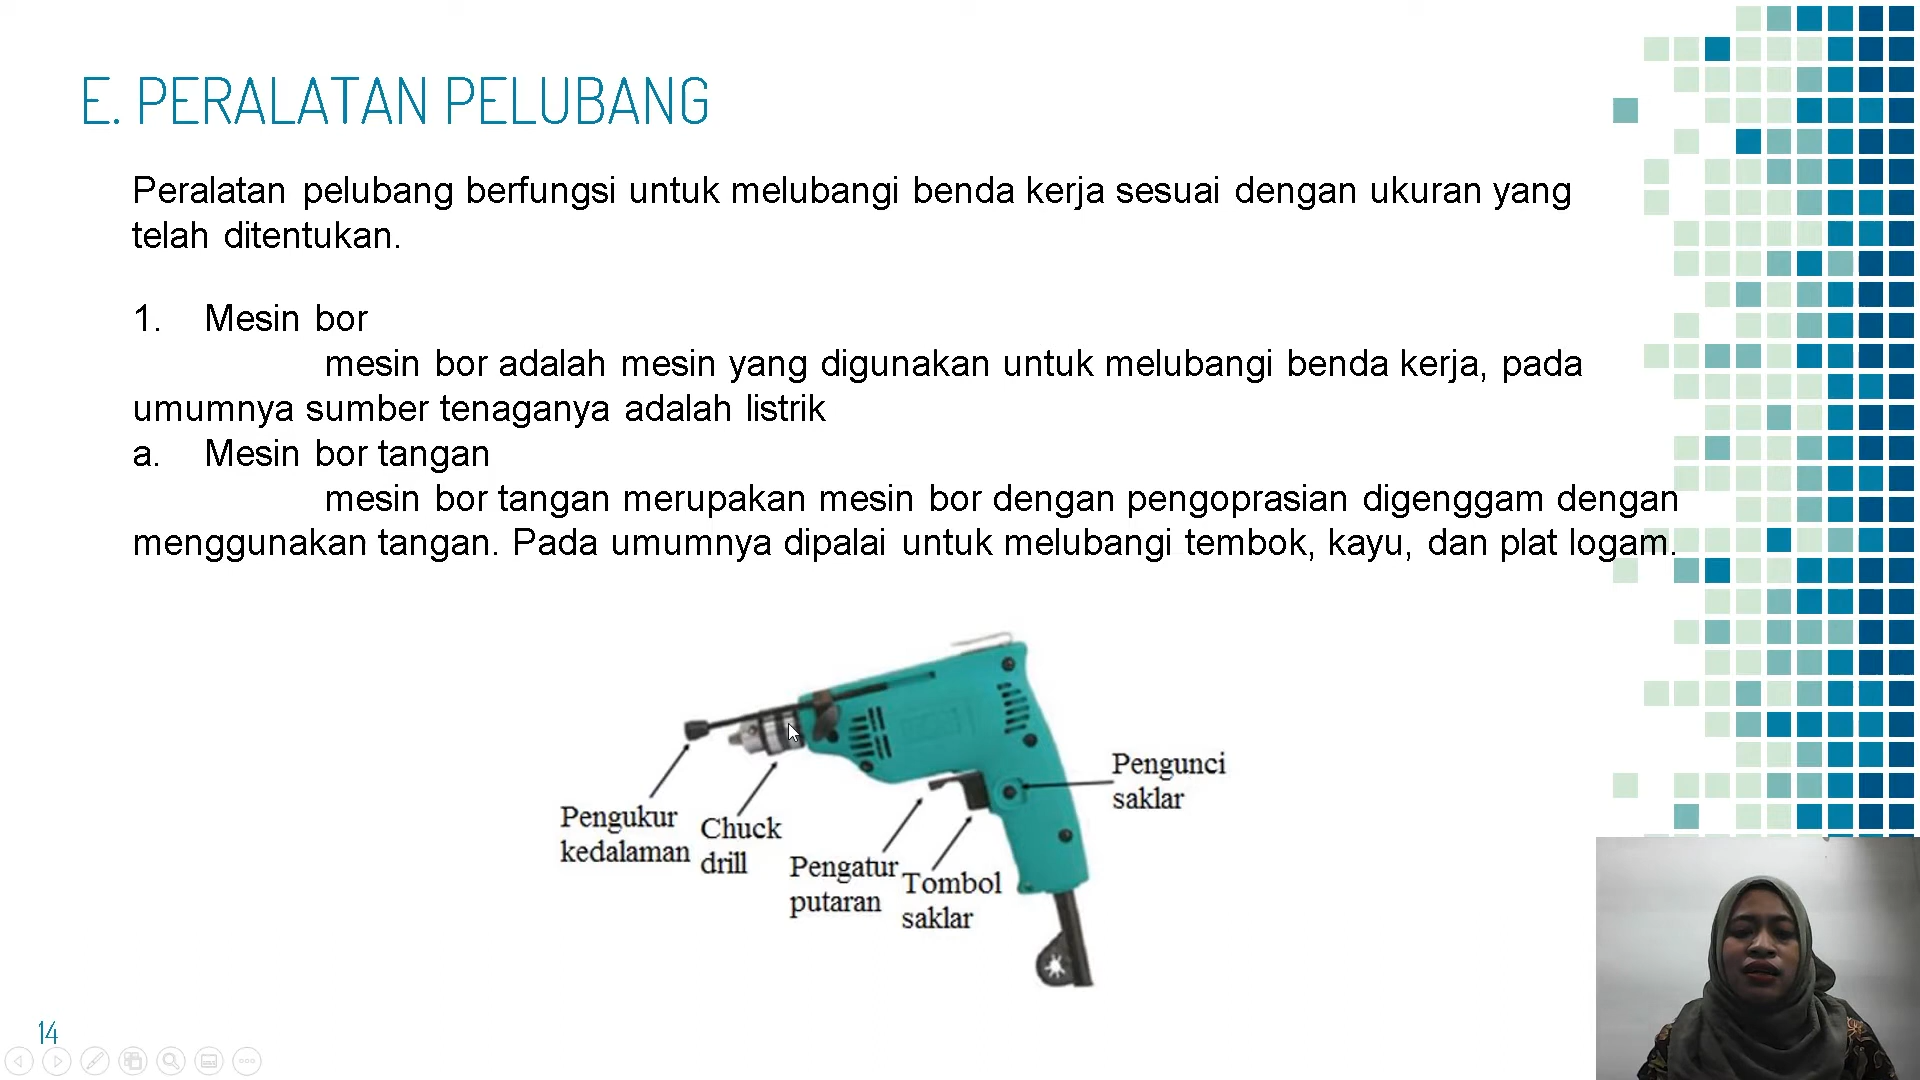 E. PERALATAN PELUBANG
Peralatan pelubang berfungsi untuk melubangi benda kerja sesuai dengan ukuran yang
telah ditentukan.
1. Mesin bor
mesin bor adalah mesin yang digunakan untuk melubangi benda kerja, pada
umumnya sumber tenaganya adalah listrik
a. Mesin bor tangan
mesin bor tangan merupakan mesin bor dengan pengoprasian digenggam dengan
menggunakan tangan. Pada umumnya dipalai untuk melubangi tembok, kayu, dan plat logam.
Pengukur
kedalaman
Chuck
drill
Pengatur
putaran
Tombol
saklar
Pengunci
saklar
14